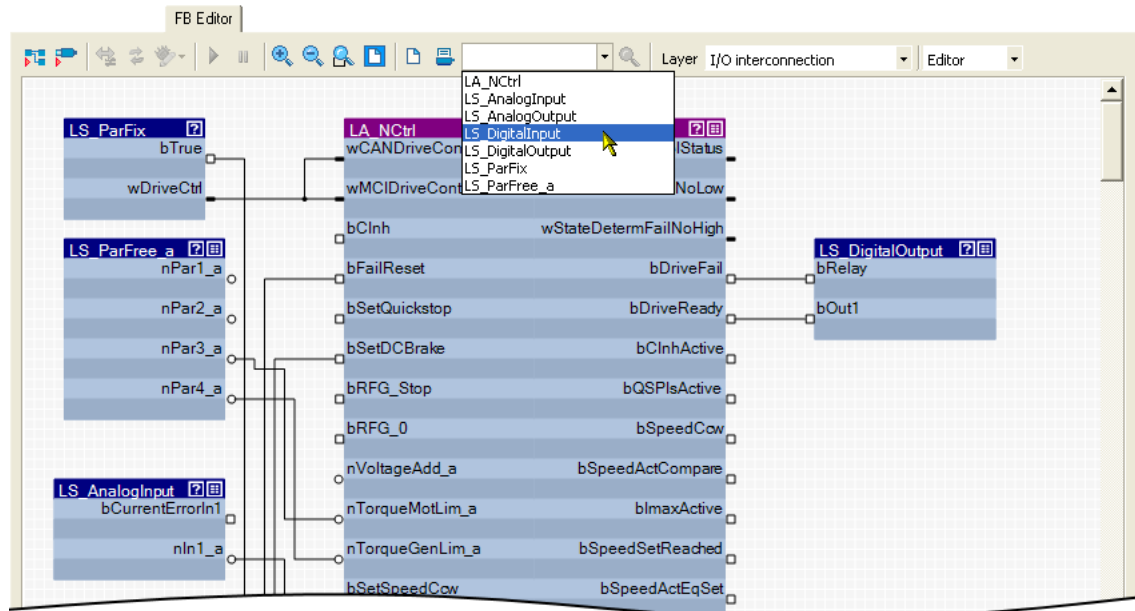 FB Editor
Layer I/O interconnection Editor
LA_NCtrl
LS_AnalogInput
LS_AnalogOutput
LS_DigitalInput
LS_DigitalOutput
LS_ParFix
LS_ParFree_a
LS_ParFix
bTrue
wDriveCtrl
LS_ParFree_a
nPar1_a
nPar2_a
nPar3_a
nPar4_a
LS_AnalogInput
bCurrentErrorIn1
nIn1_a
LA_NCtrl
wCANDriveCon lStatus
wMCIDriveCont NoLow
bCInh wStateDetermFailNoHigh
bFailReset bDriveFail
bSetQuickstop bDriveReady
bSetDCBrake bCInhActive
bRFG_Stop bQSPIsActive
bRFG_0 bSpeedCcw
nVoltageAdd_a bSpeedActCompare
nTorqueMotLim_a bImaxActive
nTorqueGenLim_a bSpeedSetReached
bSetSpeedCcw bSpeedActEqSet
LS_DigitalOutput
bRelay
bOut1